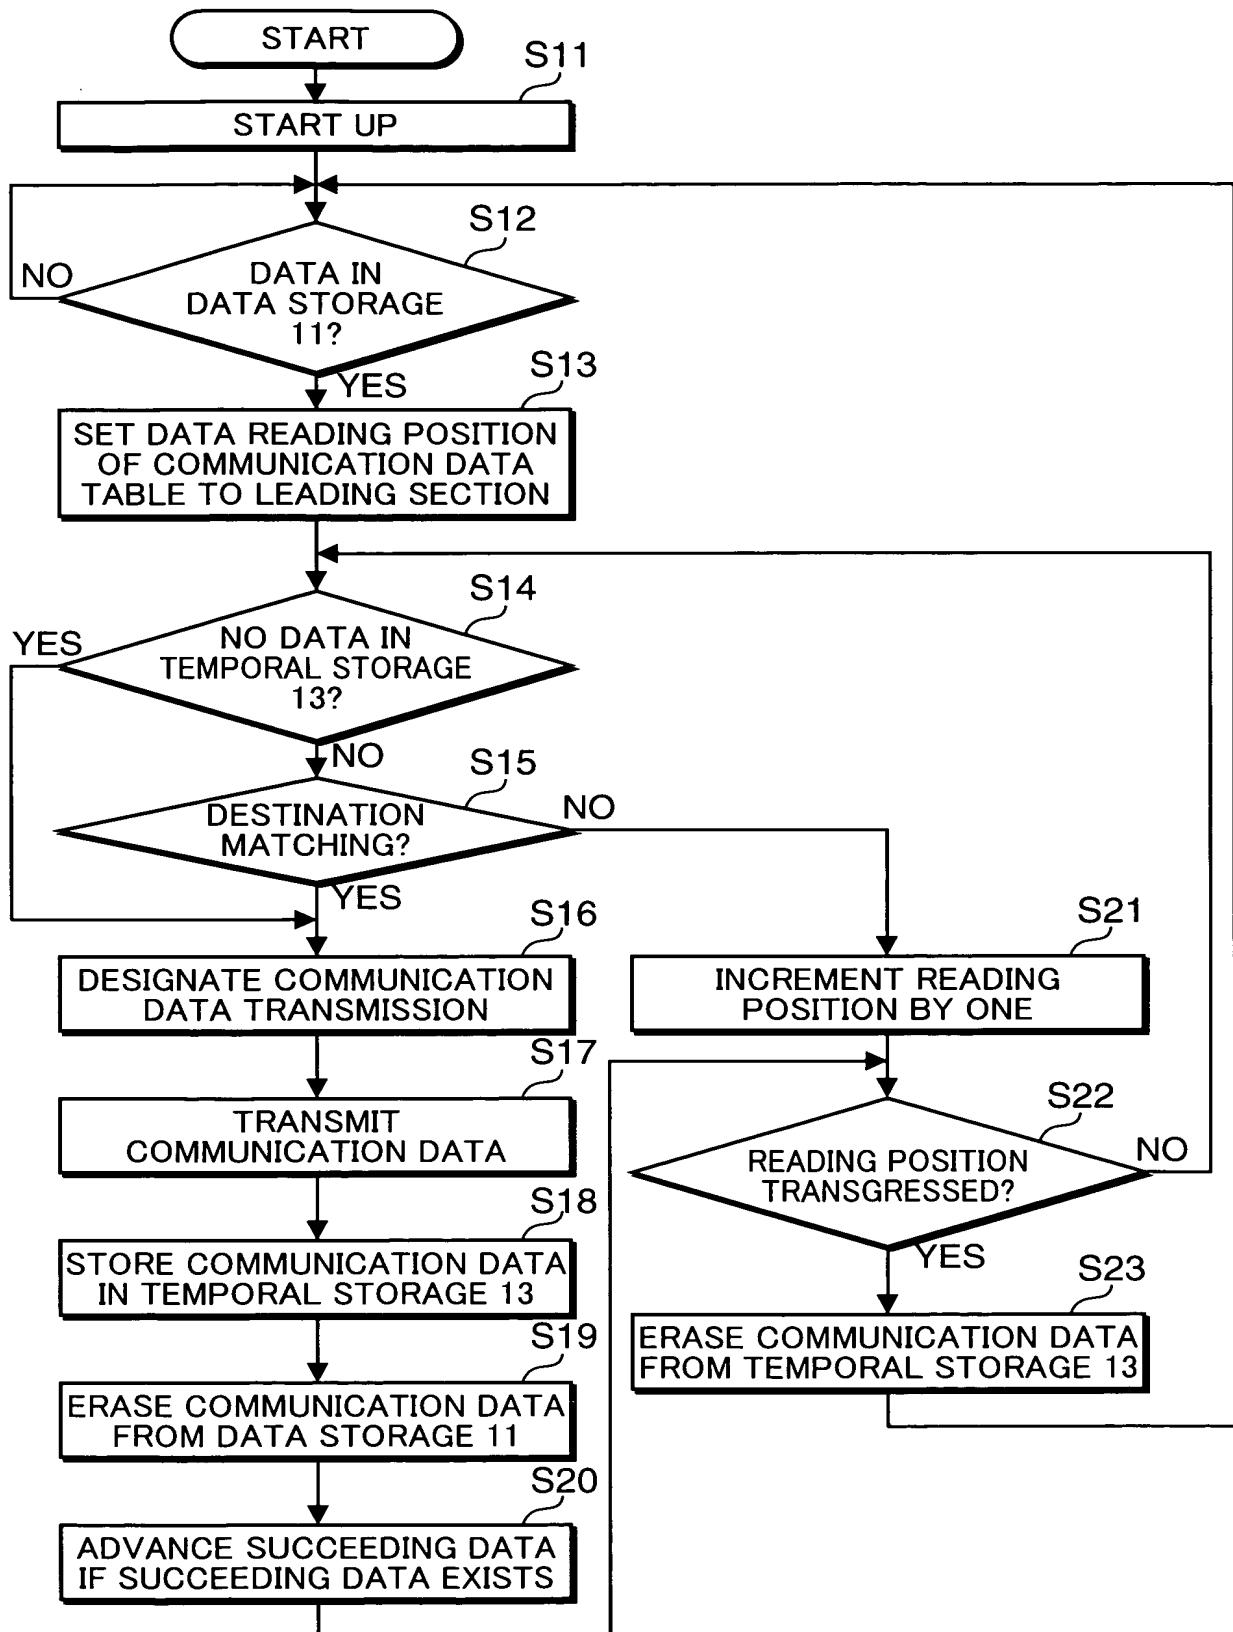 START
S11
START UP
S12
NO
DATA IN
DATA STORAGE
11?
YES
S13
SET DATA READING POSITION
OF COMMUNICATION DATA
TABLE TO LEADING SECTION
S14
YES
NO DATA IN
TEMPORAL STORAGE
13?
NO
S15
DESTINATION
MATCHING?
NO
YES
S16
DESIGNATE COMMUNICATION
DATA TRANSMISSION
S17
TRANSMIT
COMMUNICATION DATA
S18
STORE COMMUNICATION DATA
IN TEMPORAL STORAGE 13
S19
ERASE COMMUNICATION DATA
FROM DATA STORAGE 11
S20
ADVANCE SUCCEEDING DATA
IF SUCCEEDING DATA EXISTS
S21
INCREMENT READING
POSITION BY ONE
S22
READING POSITION
TRANSGRESSED?
NO
YES
S23
ERASE COMMUNICATION DATA
FROM TEMPORAL STORAGE 13